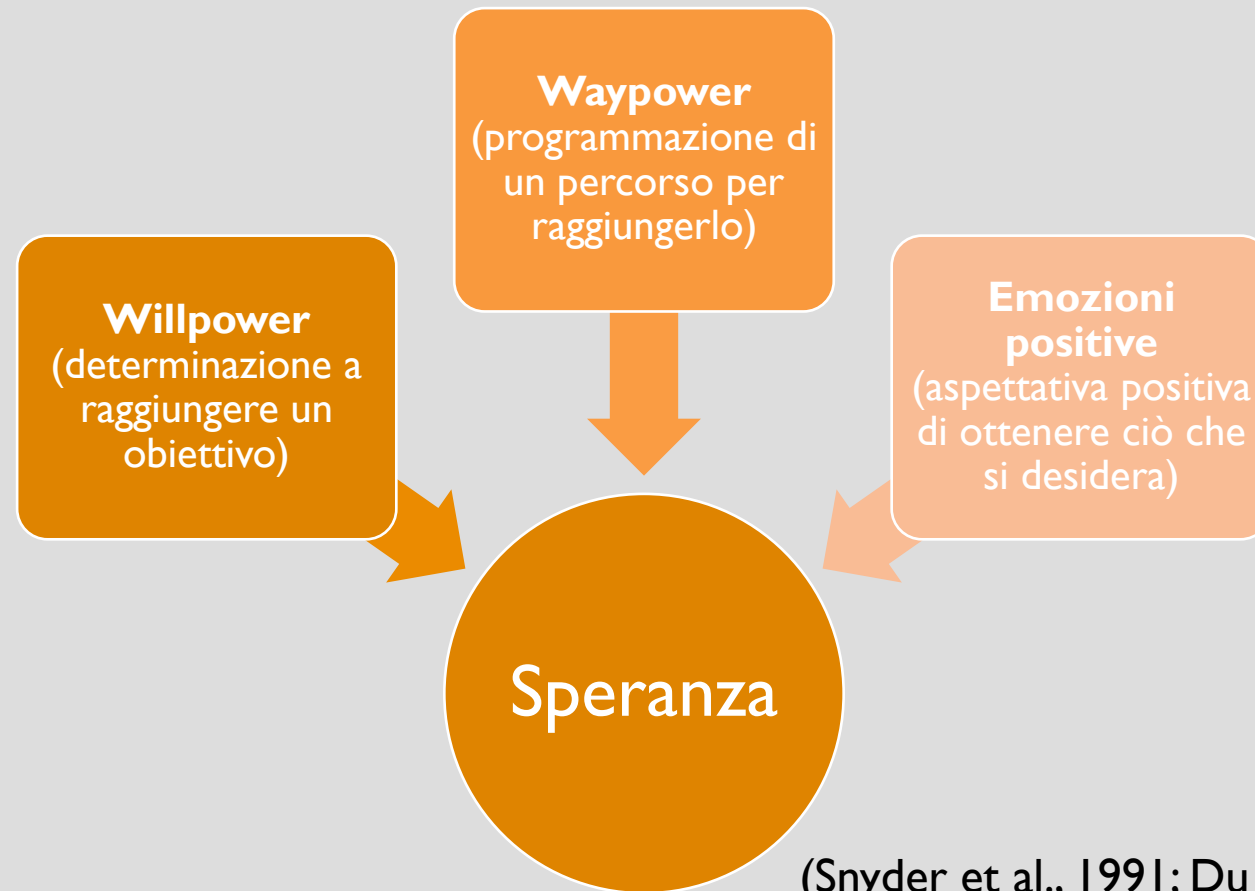 Waypower
(programmazione di
un percorso per
raggiungerlo)
Willpower
(determinazione a
raggiungere un
obiettivo)
Emozioni
positive
(aspettativa positiva
di ottenere ciò che
si desidera)
Speranza
(Snyder et al., 1991; Du